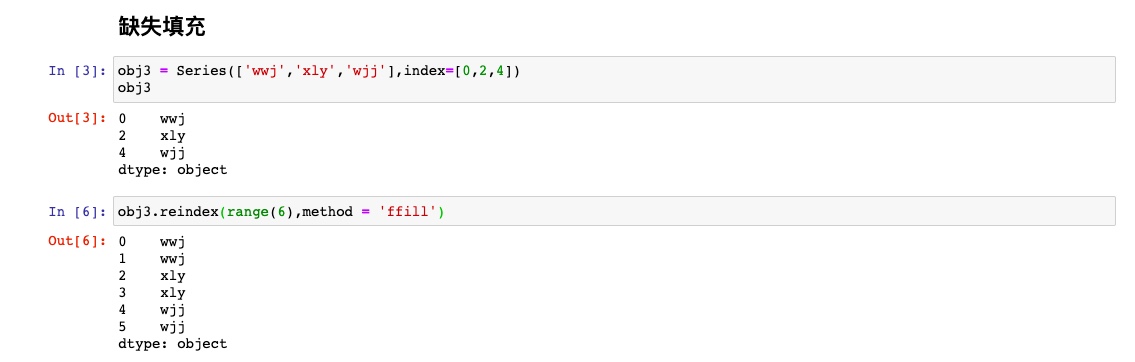 缺失填充
In [3]: obj3 = Series(['wwj','xly','wjj'],index=[0,2,4])
obj3
Out[3]: 0    wwj
2    xly
4    wjj
dtype: object
In [6]: obj3.reindex(range(6),method = 'ffill')
Out[6]: 0    wwj
1    wwj
2    xly
3    xly
4    wjj
5    wjj
dtype: object